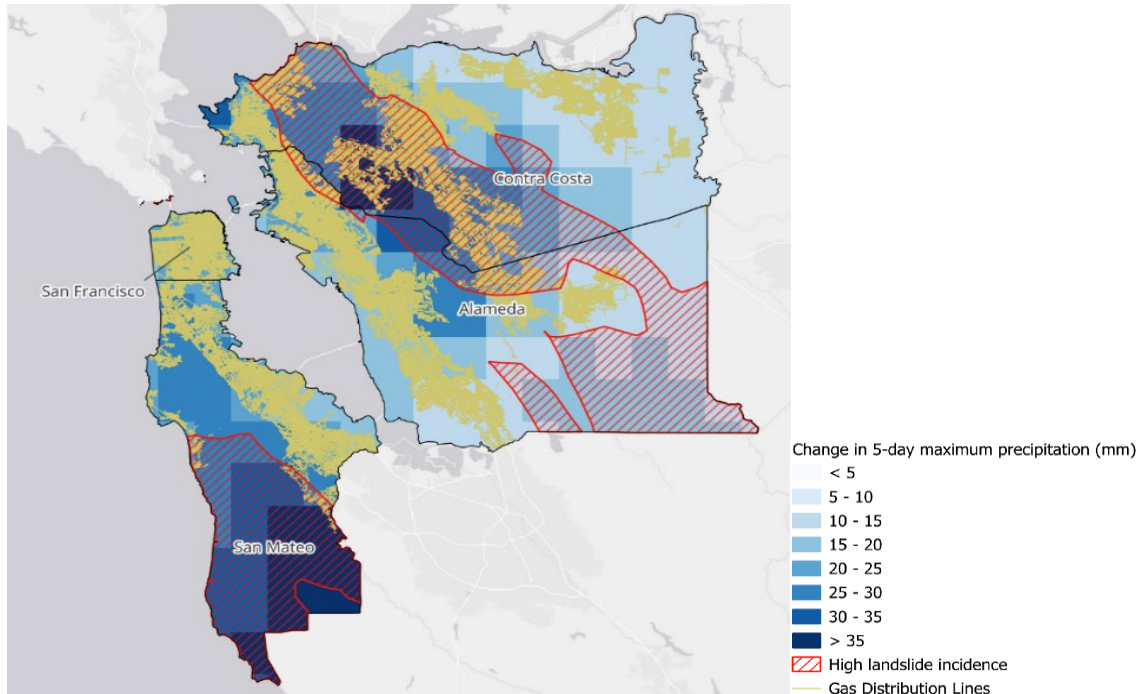 Contra Costa
San Francisco
Alameda
San Mateo
Change in 5-day maximum precipitation (mm)
< 5
5 - 10
10 - 15
15 - 20
20 - 25
25 - 30
30 - 35
> 35
High landslide incidence
Gas Distribution Lines